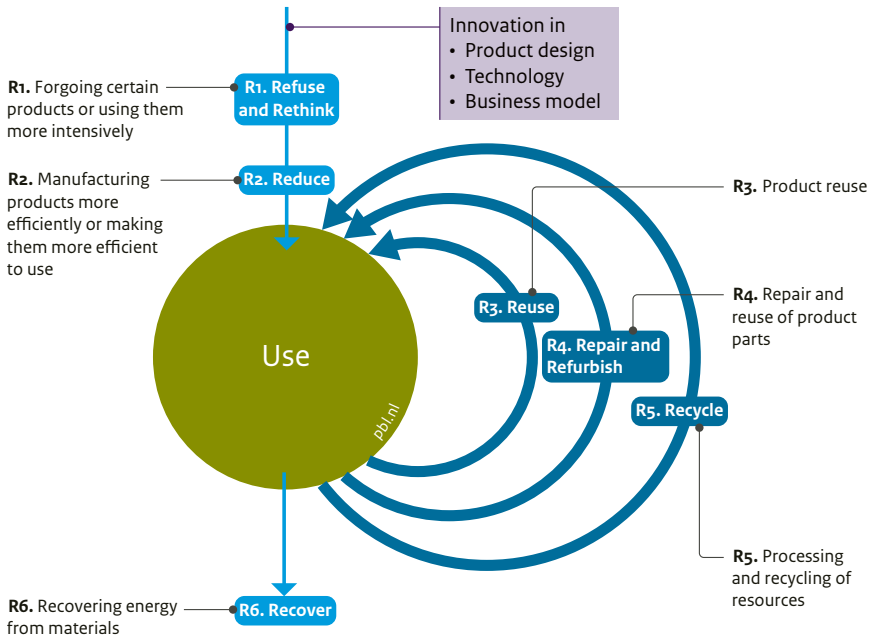 Innovation in
• Product design
• Technology
• Business model
R1. Forgoing certain
products or using them
more intensively
R1. Refuse
and Rethink
R2. Manufacturing
products more
efficiently or making
them more efficient
to use
R2. Reduce
R3. Product reuse
R3. Reuse
R4. Repair and
reuse of product
parts
R4. Repair and
Refurbish
Use
pbl.nl
R5. Recycle
R5. Processing
and recycling of
resources
R6. Recovering energy
from materials
R6. Recover